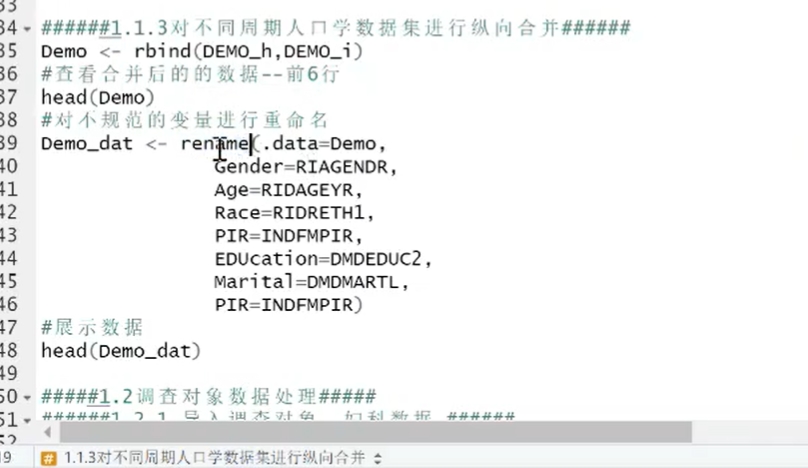 33
34 ######1.1.3对不同周期人口学数据集进行纵向合并######
35 Demo <- rbind(DEMO_h,DEMO_i)
36 #查看合并后的的数据--前6行
37 head(Demo)
38 #对不规范的变量进行重命名
39 Demo_dat <- rename(.data=Demo,
40 Gender=RIAGENDR,
41 Age=RIDAGEYR,
42 Race=RIDRETH1,
43 PIR=INDFMPIR,
44 EDUcation=DMDEDUC2,
45 Marital=DMDMARTL,
46 PIR=INDFMPIR)
47 #展示数据
48 head(Demo_dat)
49
50 #####1.2调查对象数据处理#####
51 ######1.2.1 导入调查对象 妇科数据 ######
52
19 # 1.1.3对不同周期人口学数据集进行纵向合并